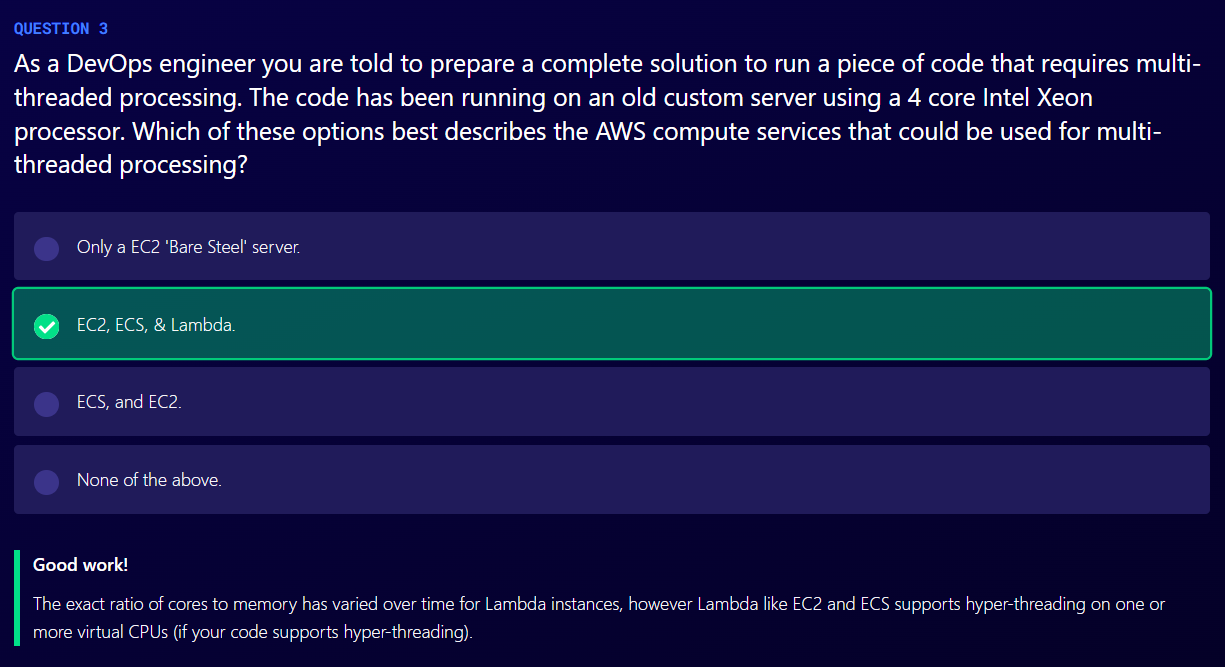 QUESTION 3
As a DevOps engineer you are told to prepare a complete solution to run a piece of code that requires multi-
threaded processing. The code has been running on an old custom server using a 4 core Intel Xeon
processor. Which of these options best describes the AWS compute services that could be used for multi-
threaded processing?
Only a EC2 'Bare Steel' server.
EC2, ECS, & Lambda.
ECS, and EC2.
None of the above.
Good work!
The exact ratio of cores to memory has varied over time for Lambda instances, however Lambda like EC2 and ECS supports hyper-threading on one or
more virtual CPUs (if your code supports hyper-threading).